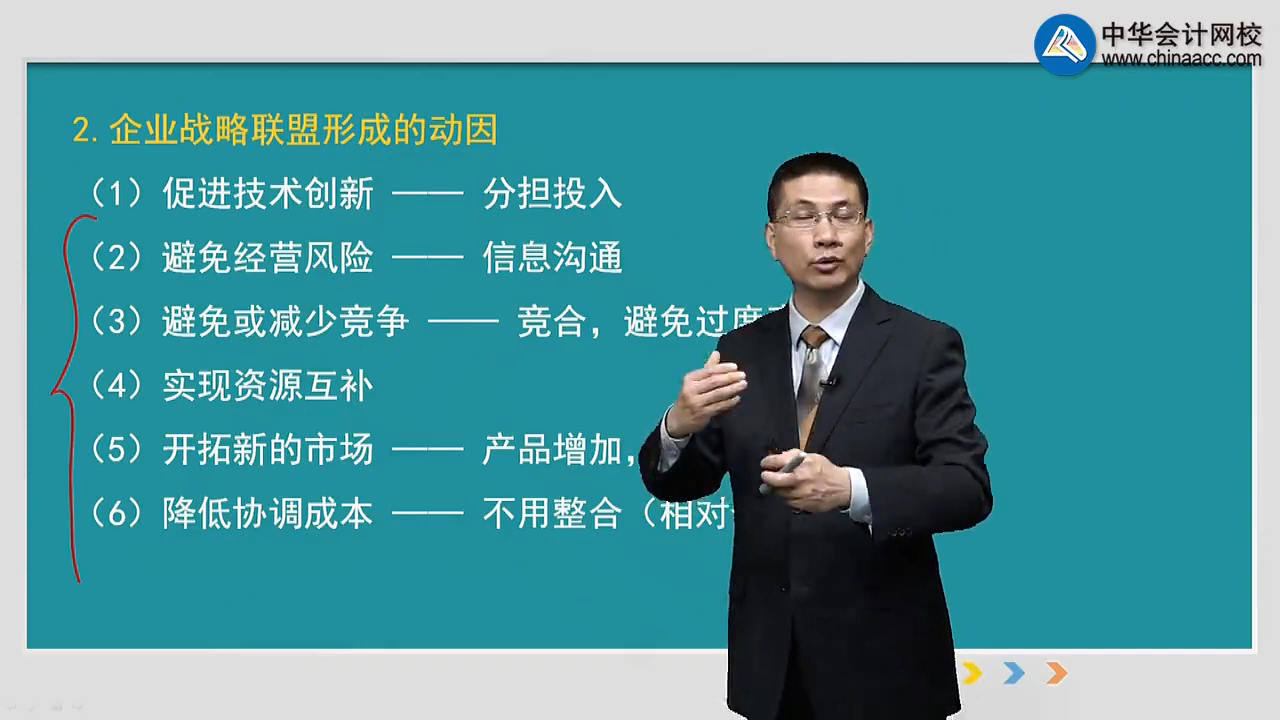 中华会计网校
www.chinaacc.com
2.企业战略联盟形成的动因
（1）促进技术创新 —— 分担投入
（2）避免经营风险 —— 信息沟通
（3）避免或减少竞争 —— 竞合，避免过度
（4）实现资源互补
（5）开拓新的市场 —— 产品增加，
（6）降低协调成本 —— 不用整合（相对